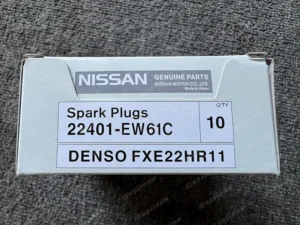 NISSAN
GENUINE PARTS
NISSAN MOTOR CO., LTD.
Spark Plugs
QTY
22401-EW61C
10
DENSO FXE22HR11